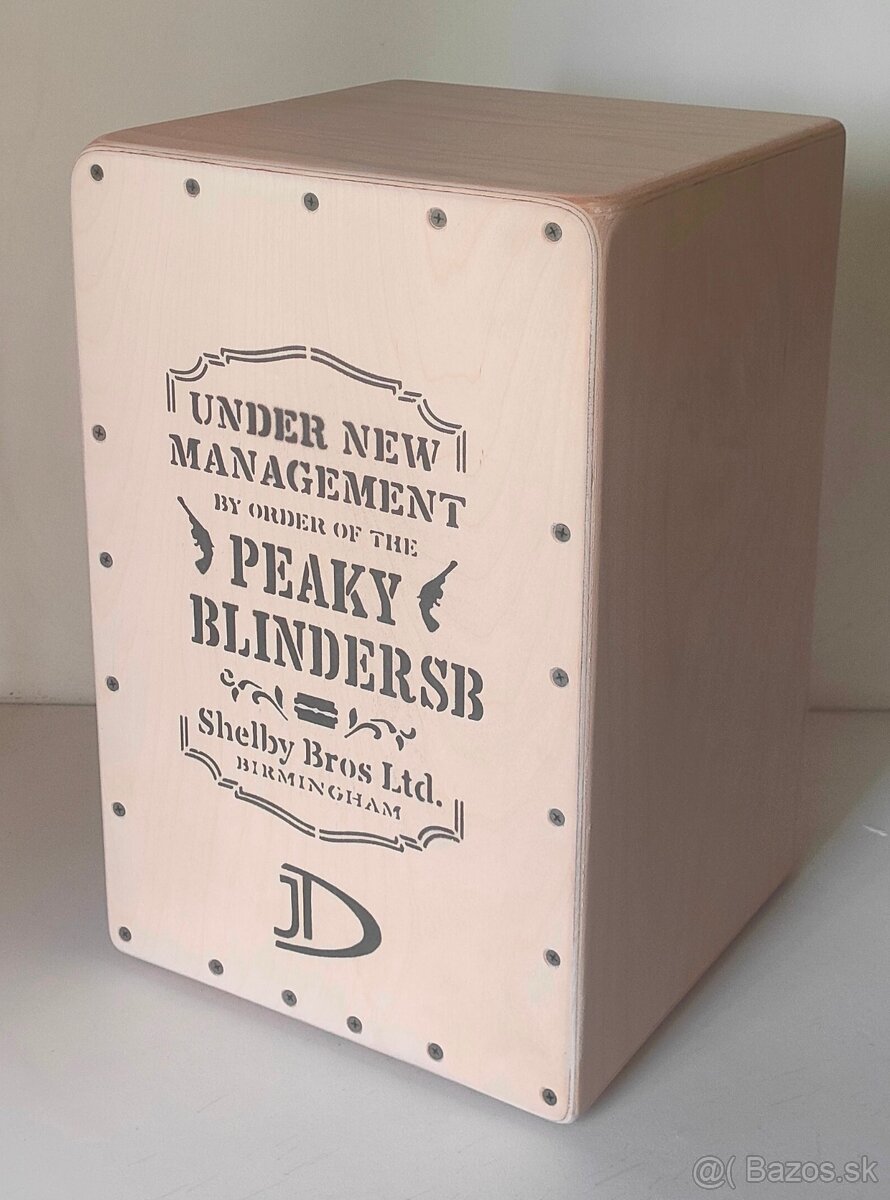 UNDER NEW
MANAGEMENT
BY ORDER OF THE
PEAKY
BLINDERSB
Shelby Bros Ltd.
BIRMINGHAM
JD
@( Bazos.sk